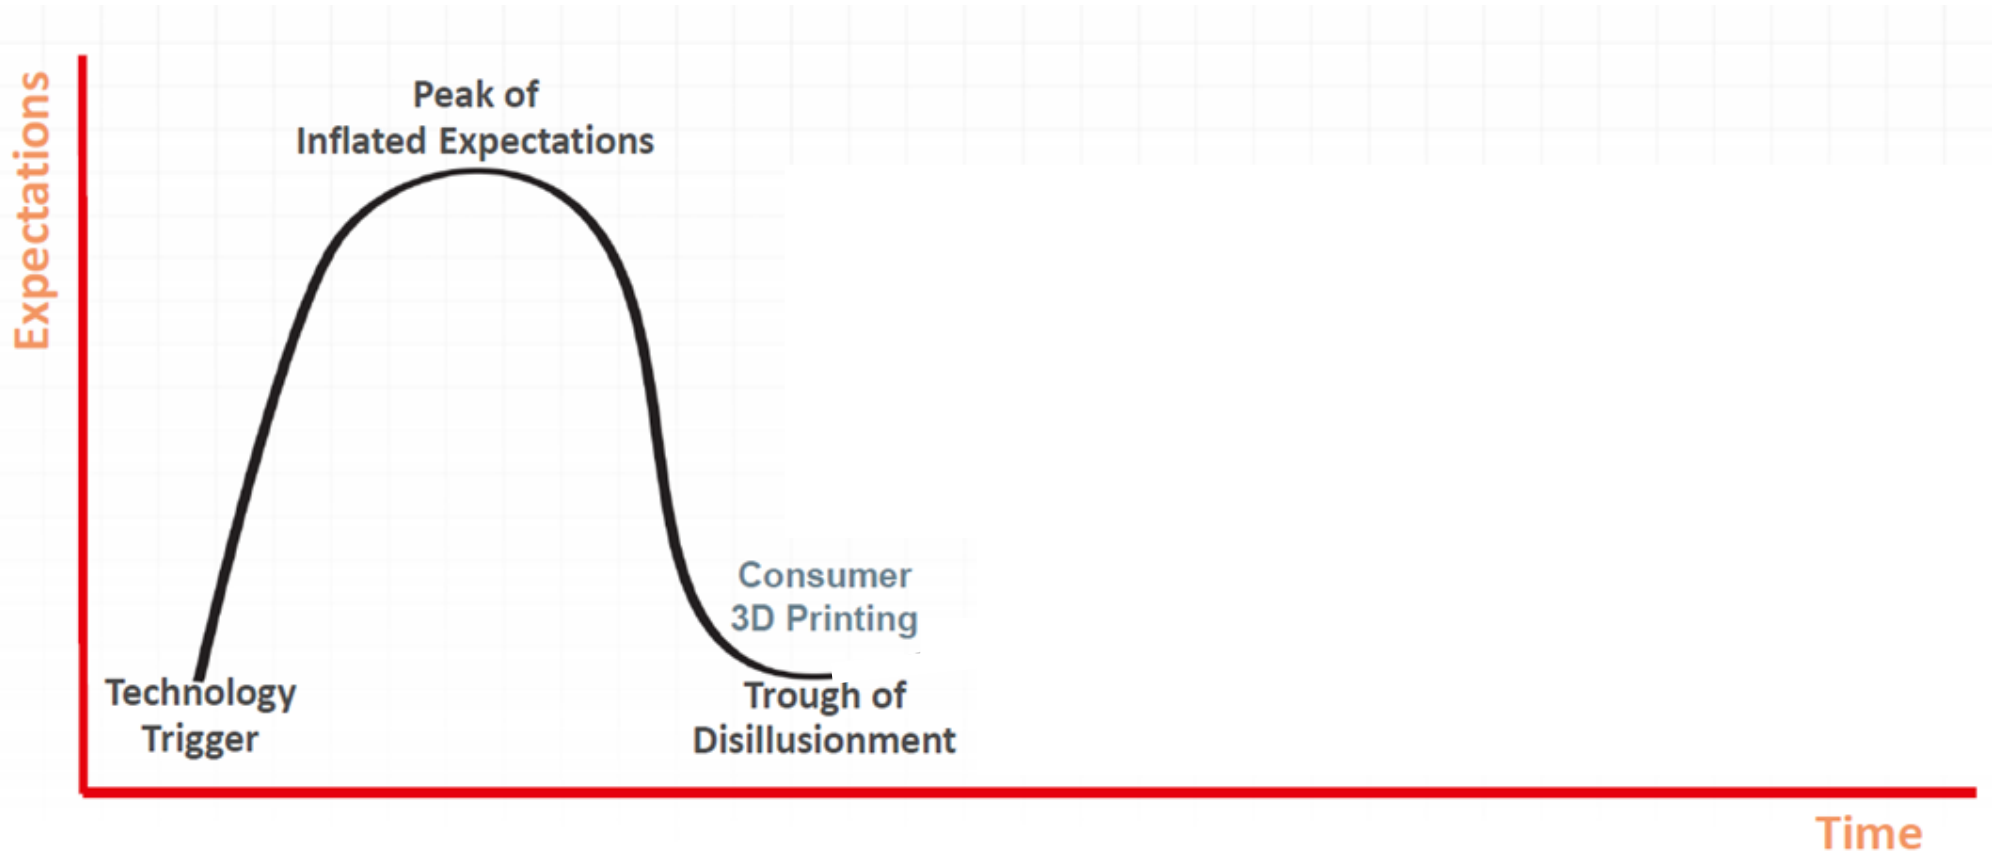 Expectations
Peak of
Inflated Expectations
Consumer
3D Printing
Technology
Trigger
Trough of
Disillusionment
Time